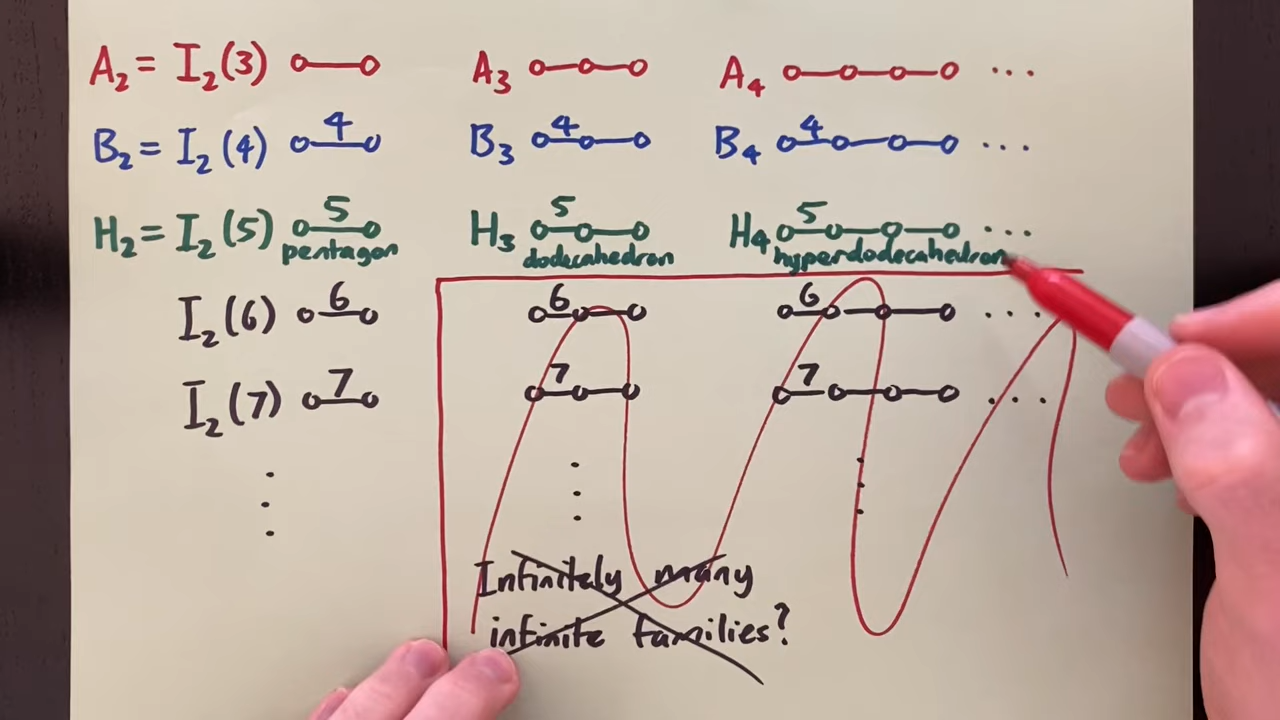 A₂ = I₂(3) A₃ A₄ ...
B₂ = I₂(4) 4 B₃ 4 B₄ 4 ...
H₂ = I₂(5) 5 H₃ 5 H₄ 5 ...
pentagon dodecahedron hyperdodecahedron
I₂(6) 6 6 6 ...
I₂(7) 7 7 7 ...
Infinitely many
infinite families?